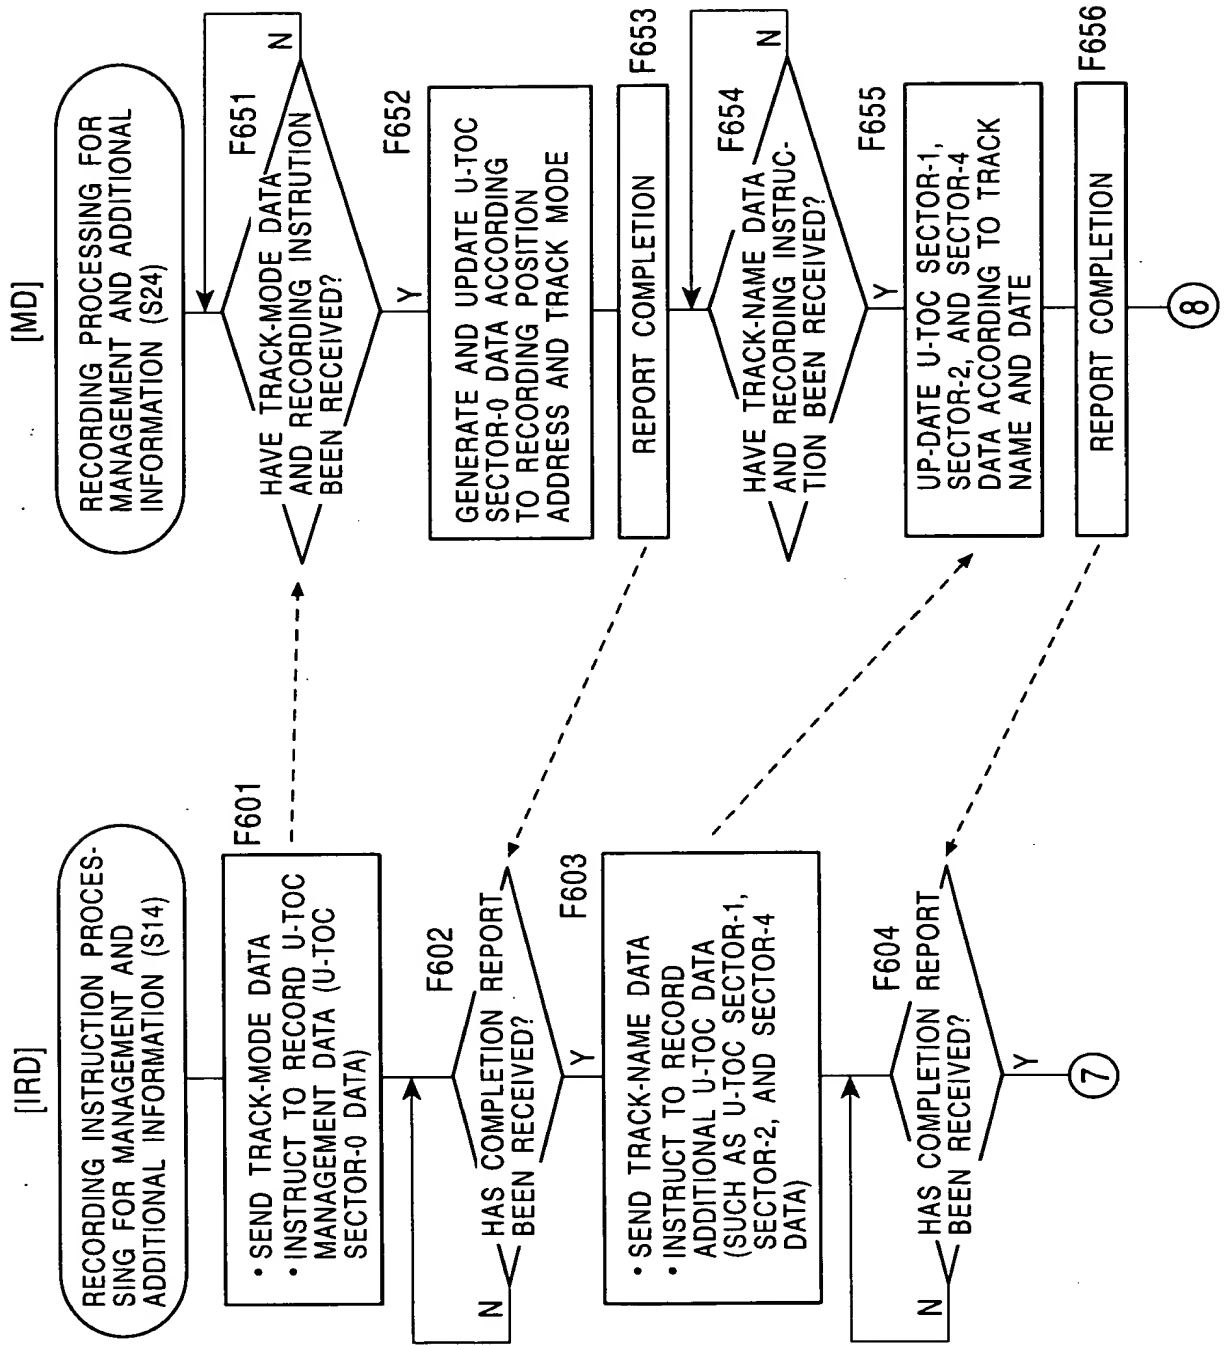 [IRD]
RECORDING INSTRUCTION PROCES-
SING FOR MANAGEMENT AND
ADDITIONAL INFORMATION (S14)
F601
• SEND TRACK-MODE DATA
• INSTRUCT TO RECORD U-TOC
MANAGEMENT DATA (U-TOC
SECTOR-0 DATA)
F602
HAS COMPLETION REPORT
BEEN RECEIVED?
N
Y
F603
• SEND TRACK-NAME DATA
• INSTRUCT TO RECORD
ADDITIONAL U-TOC DATA
(SUCH AS U-TOC SECTOR-1,
SECTOR-2, AND SECTOR-4
DATA)
F604
HAS COMPLETION REPORT
BEEN RECEIVED?
N
Y
7
[MD]
RECORDING PROCESSING FOR
MANAGEMENT AND ADDITIONAL
INFORMATION (S24)
F651
HAVE TRACK-MODE DATA
AND RECORDING INSTRUTION
BEEN RECEIVED?
N
Y
F652
GENERATE AND UPDATE U-TOC
SECTOR-0 DATA ACCORDING
TO RECORDING POSITION
ADDRESS AND TRACK MODE
F653
REPORT COMPLETION
F654
HAVE TRACK-NAME DATA
AND RECORDING INSTRUC-
TION BEEN RECEIVED?
N
Y
F655
UP-DATE U-TOC SECTOR-1,
SECTOR-2, AND SECTOR-4
DATA ACCORDING TO TRACK
NAME AND DATE
F656
REPORT COMPLETION
8